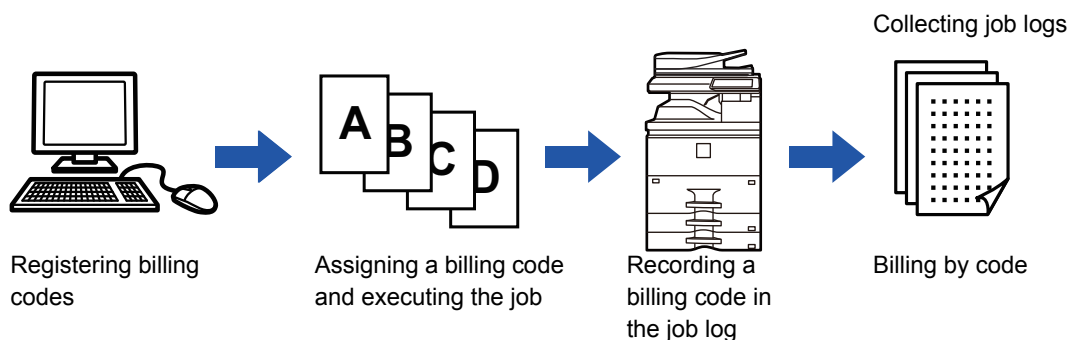 Collecting job logs
A
B
C
D
Registering billing
codes
Assigning a billing code
and executing the job
Recording a
billing code in
the job log
Billing by code